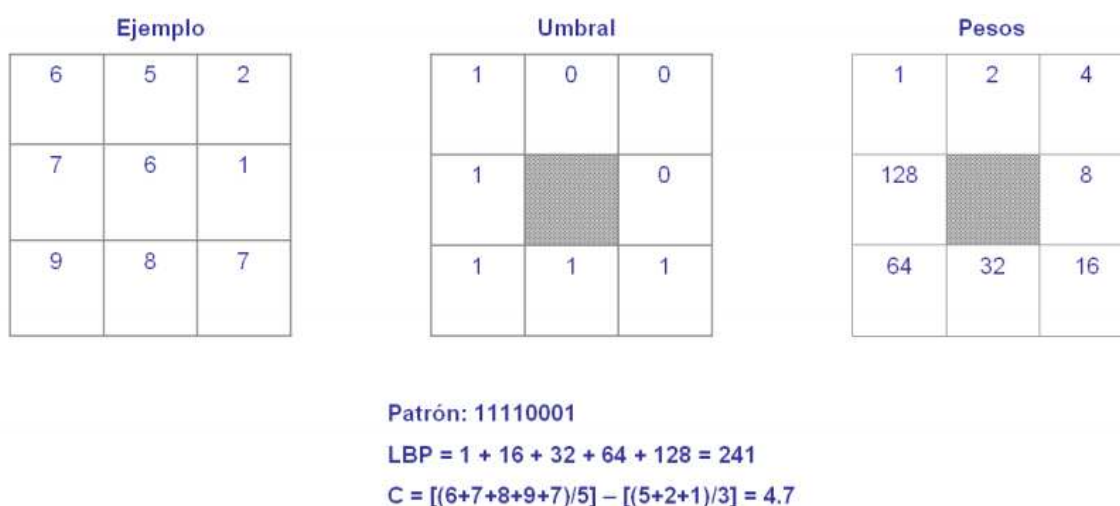 Ejemplo Umbral Pesos
6 5 2 1 0 0 1 2 4
7 6 1 1 0 128 8
9 8 7 1 1 1 64 32 16
Patrón: 11110001
LBP = 1 + 16 + 32 + 64 + 128 = 241
C = [(6+7+8+9+7)/5] – [(5+2+1)/3] = 4.7